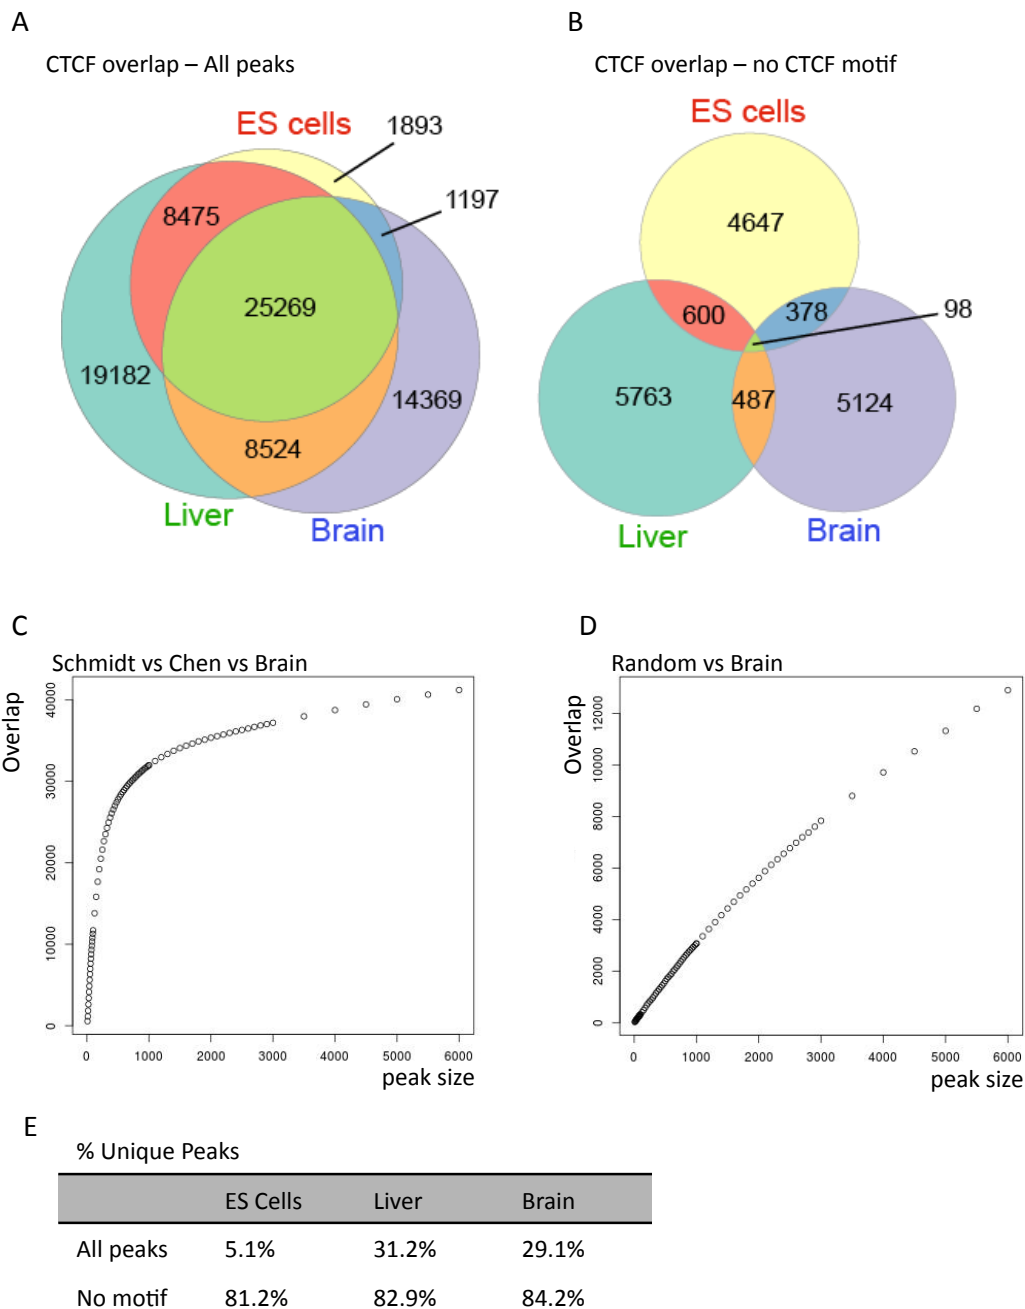 A
B
CTCF overlap – All peaks
CTCF overlap – no CTCF motif
ES cells
1893
1197
8475
25269
19182
14369
8524
Liver
Brain
ES cells
4647
600
378
98
5763
487
5124
Liver
Brain
C
D
Schmidt vs Chen vs Brain
Overlap
40000
30000
20000
10000
0
0 1000 2000 3000 4000 5000 6000
peak size
Random vs Brain
Overlap
12000
10000
8000
6000
4000
2000
0
0 1000 2000 3000 4000 5000 6000
peak size
E
% Unique Peaks
ES Cells Liver Brain
All peaks 5.1% 31.2% 29.1%
No motif 81.2% 82.9% 84.2%